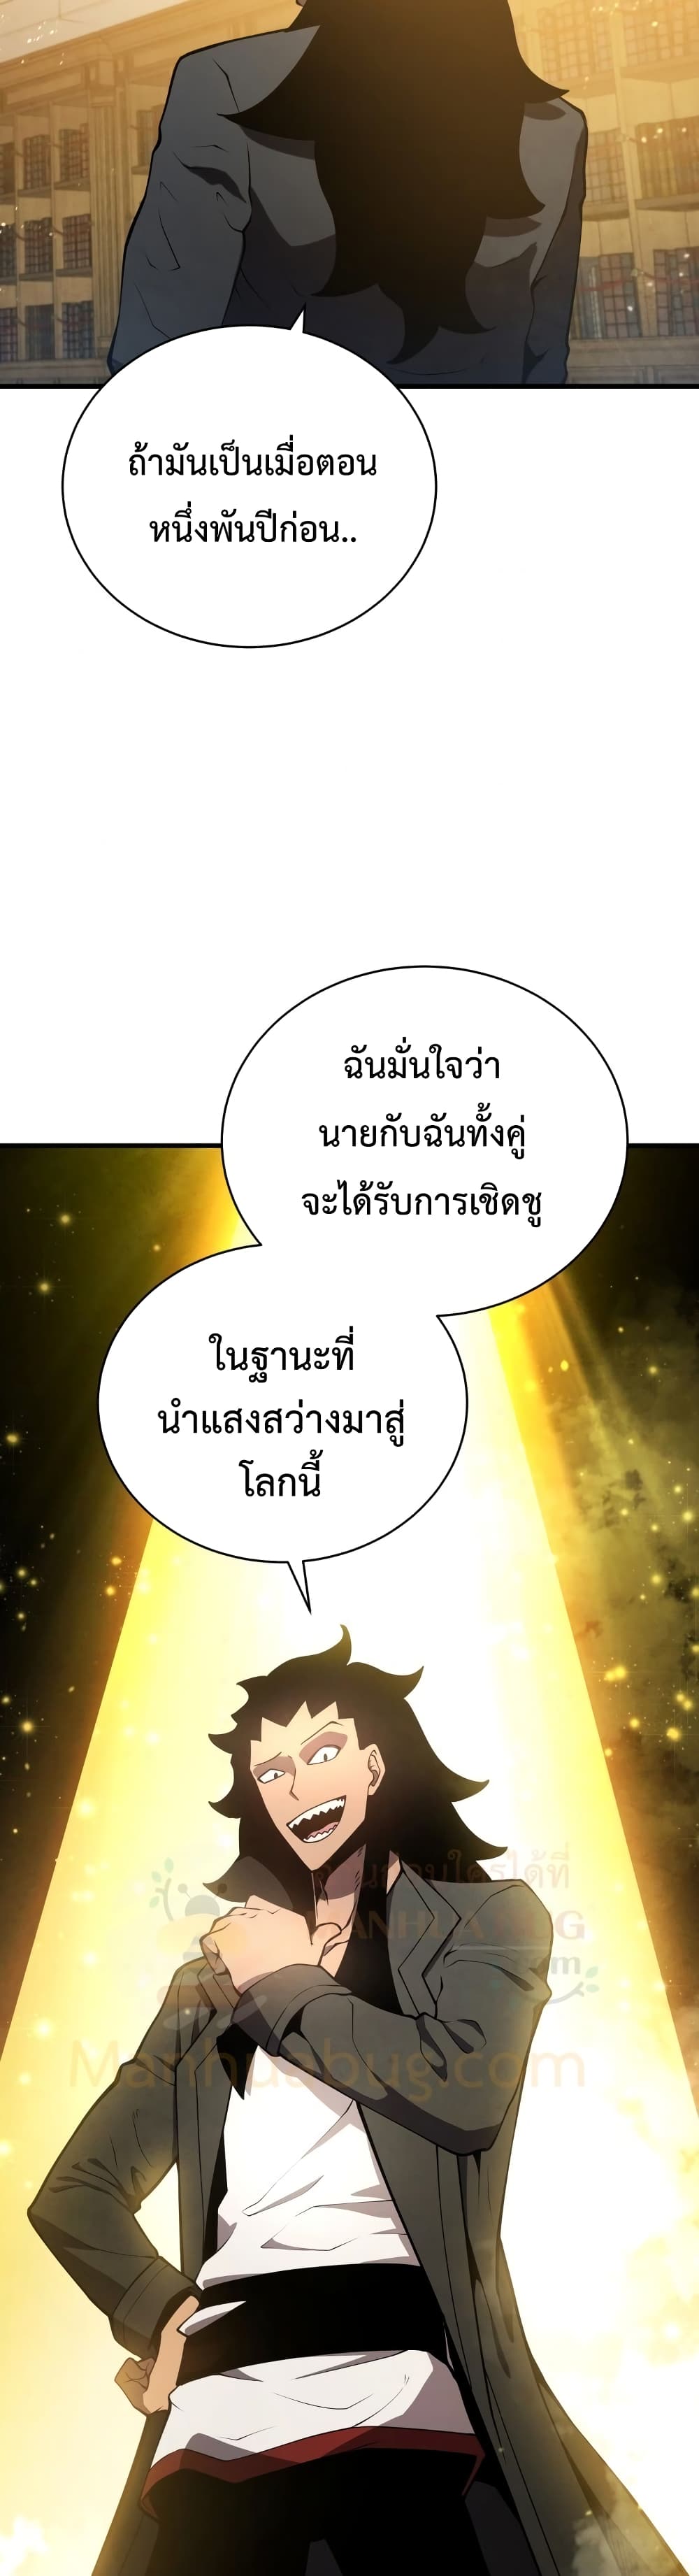 ถ้ามันเป็นเมื่อตอน
หนึ่งพันปีก่อน..
ฉันมั่นใจว่า
นายกับฉันทั้งคู่
จะได้รับการเชิดชู
ในฐานะที่
นำแสงสว่างมาสู่
โลกนี้
Manhuabug.com